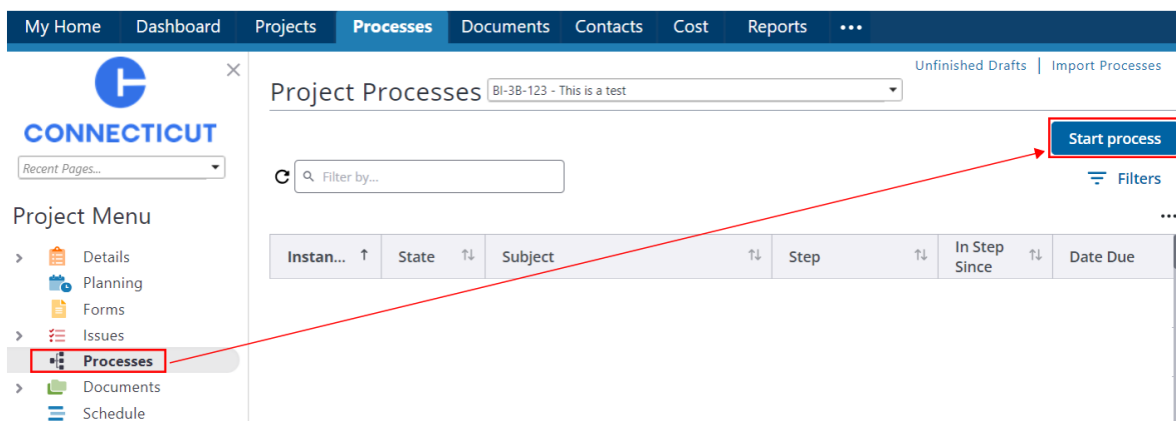 My Home Dashboard Projects Processes Documents Contacts Cost Reports •••
Unfinished Drafts | Import Processes
Project Processes BI-3B-123 - This is a test
CONNECTICUT
Start process
Recent Pages...
Filter by...
Filters
Project Menu
Instan... State Subject Step In Step Since Date Due
Details
Planning
Forms
Issues
Processes
Documents
Schedule